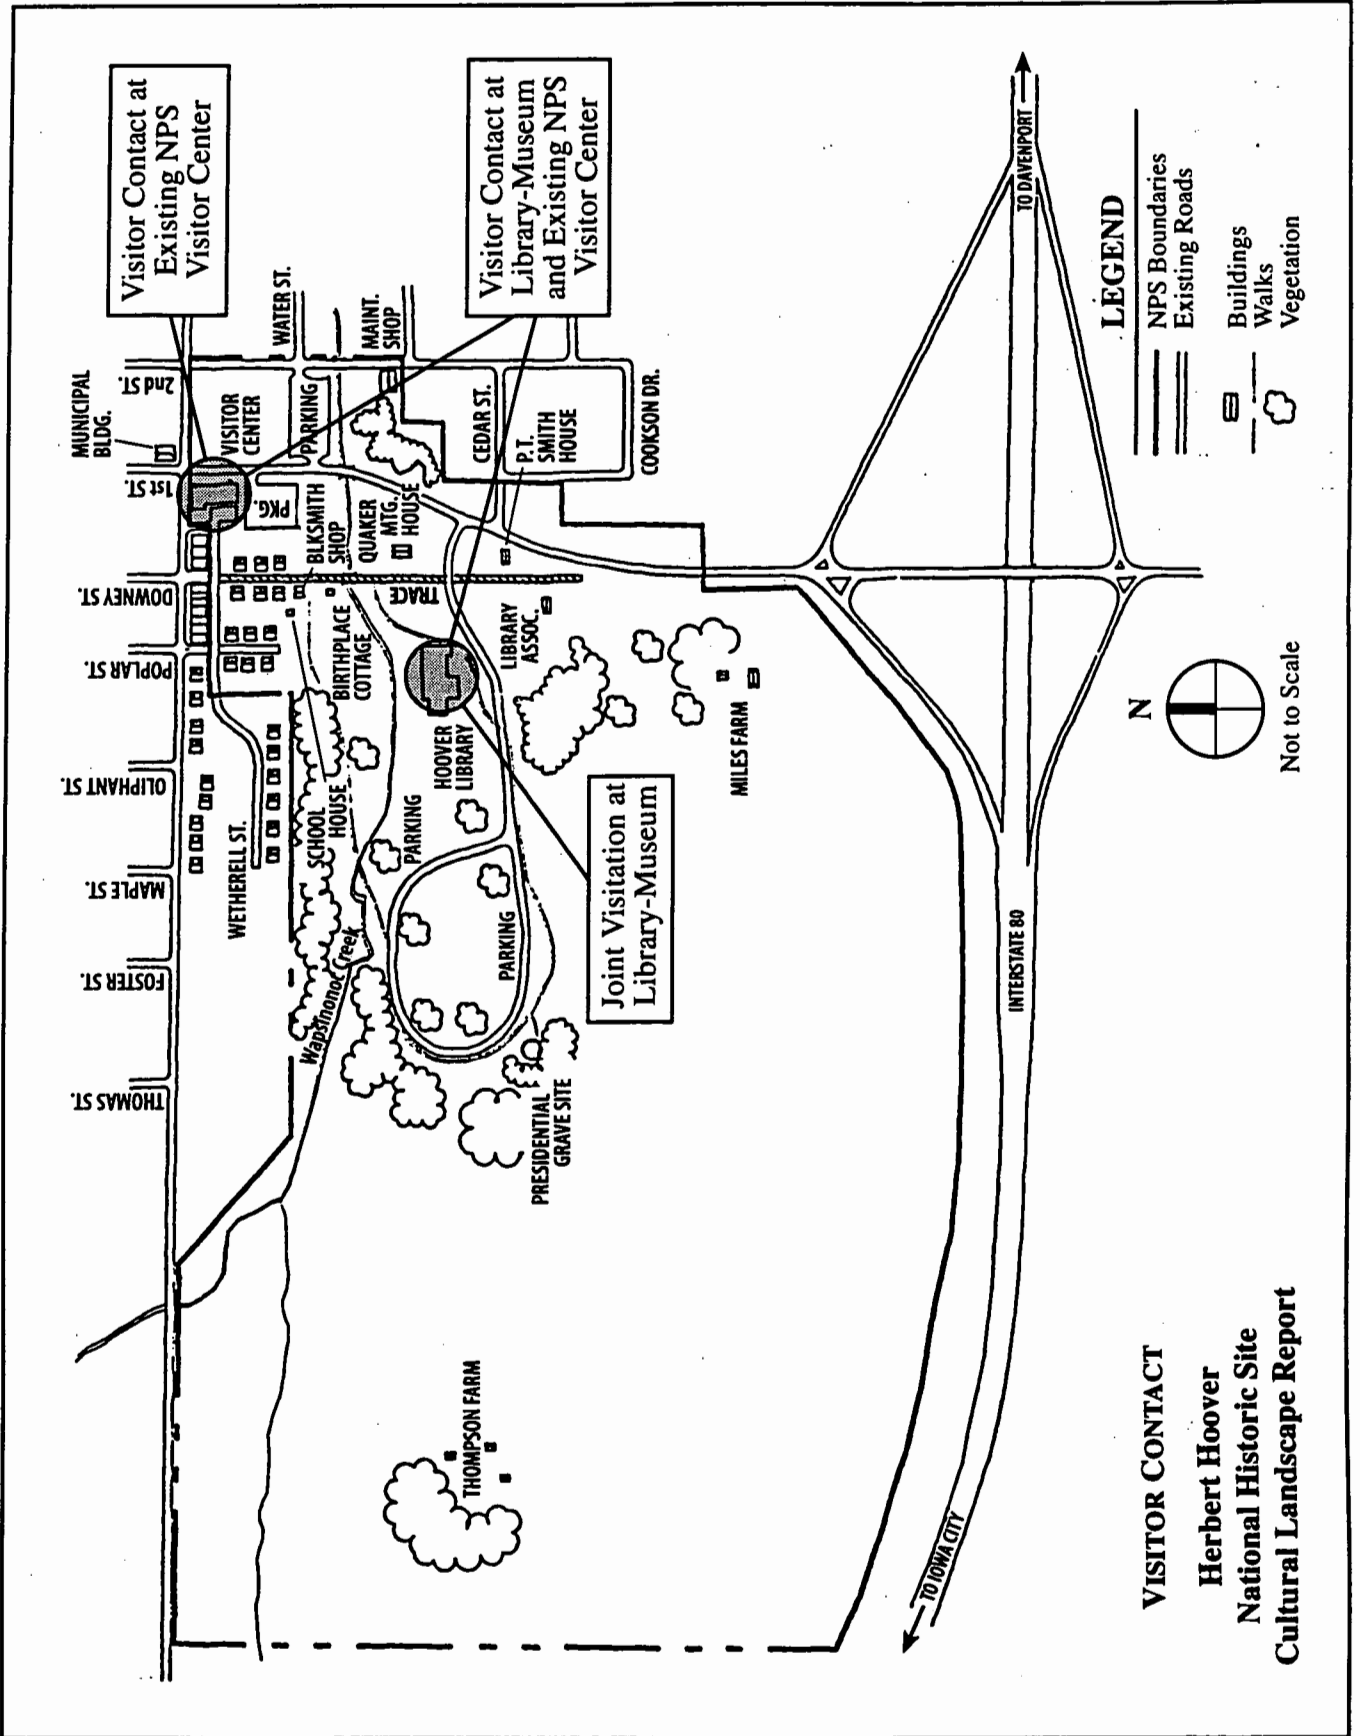 Visitor Contact at
Existing NPS
Visitor Center
Visitor Contact at
Library-Museum
and Existing NPS
Visitor Center
Joint Visitation at
Library-Museum
MUNICIPAL
BLDG.
2nd ST.
1st ST.
DOWNEY ST.
POPLAR ST.
OLIPHANT ST.
MAPLE ST.
FOSTER ST.
THOMAS ST.
WATER ST.
VISITOR
CENTER
PARKING
MAINT.
SHOP
PKG.
BLKSMITH
SHOP
QUAKER
MTG.
HOUSE
CEDAR ST.
P.T.
SMITH
HOUSE
COOKSON DR.
TRACE
BIRTHPLACE
COTTAGE
LIBRARY
ASSOC.
WETHERELL ST.
SCHOOL
HOUSE
HOOVER
LIBRARY
PARKING
PARKING
Wapsinonoc Creek
MILES FARM
PRESIDENTIAL
GRAVE SITE
THOMPSON FARM
TO DAVENPORT
INTERSTATE 80
TO IOWA CITY
LEGEND
NPS Boundaries
Existing Roads
Buildings
Walks
Vegetation
N
Not to Scale
VISITOR CONTACT
Herbert Hoover
National Historic Site
Cultural Landscape Report